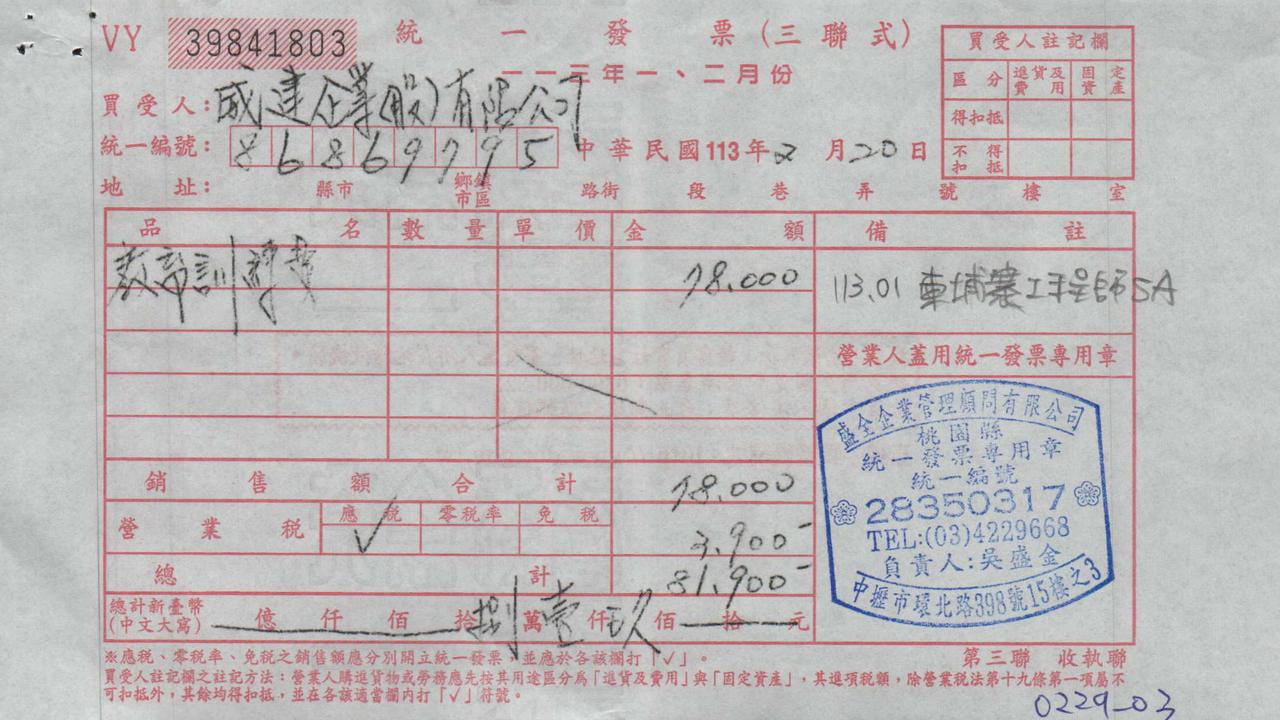 VY 39841803 統一發票(三聯式)
一一三年一、二月份
買受人註記欄
區分 進貨及費用 固定資產
得扣抵
不得扣抵
買受人:威建企業(股)有限公司
統一編號:86869795 中華民國113年2月20日
地址: 縣市 鄉鎮市區 路街 段 巷 弄 號 樓 室
品名 數量 單價 金額 備註
教育訓練費 78.000 113.01 柬埔寨工程師SA
營業人蓋用統一發票專用章
盛全企業管理顧問有限公司
桃園縣
統一發票專用章
統一編號
28350317
TEL:(03)4229668
負責人:吳盛金
中壢市環北路398號15樓之3
銷售額合計 78.000
營業稅 應稅 ✓ 零稅率 免稅 3.900-
總計 81.900-
總計新臺幣(中文大寫) 億 仟 佰 拾 捌 萬 壹 仟 玖 佰 拾 元
※應稅、零稅率、免稅之銷售額應分別開立統一發票,並應於各該欄打「✓」。
第三聯 收執聯
買受人註記欄之註記方法:營業人購進貨物或勞務應先按其用途區分為「進貨及費用」與「固定資產」,其進項稅額,除營業稅法第十九條第一項屬不
可扣抵外,其餘均得扣抵,並在各該適當欄內打「✓」符號。
0229-03